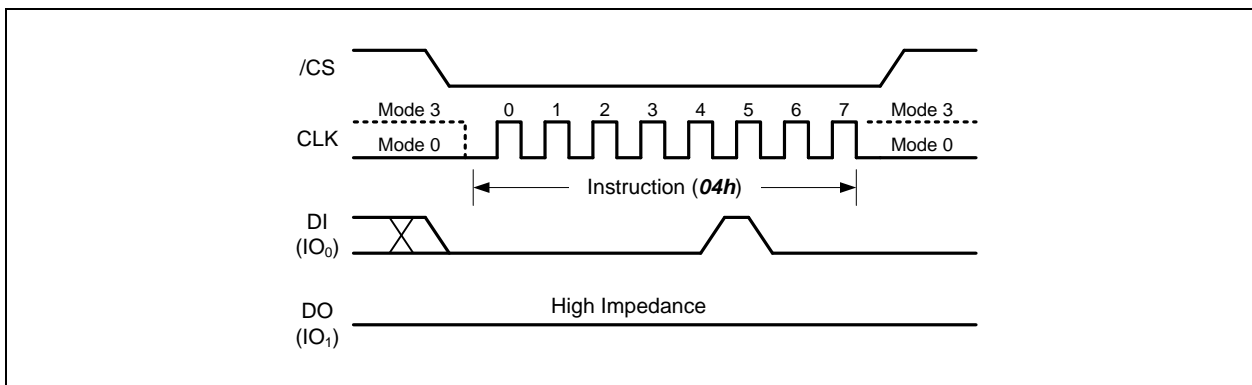 /CS
Mode 3 0 1 2 3 4 5 6 7 Mode 3
CLK
Mode 0 Mode 0
Instruction (04h)
DI
(IO₀)
High Impedance
DO
(IO₁)